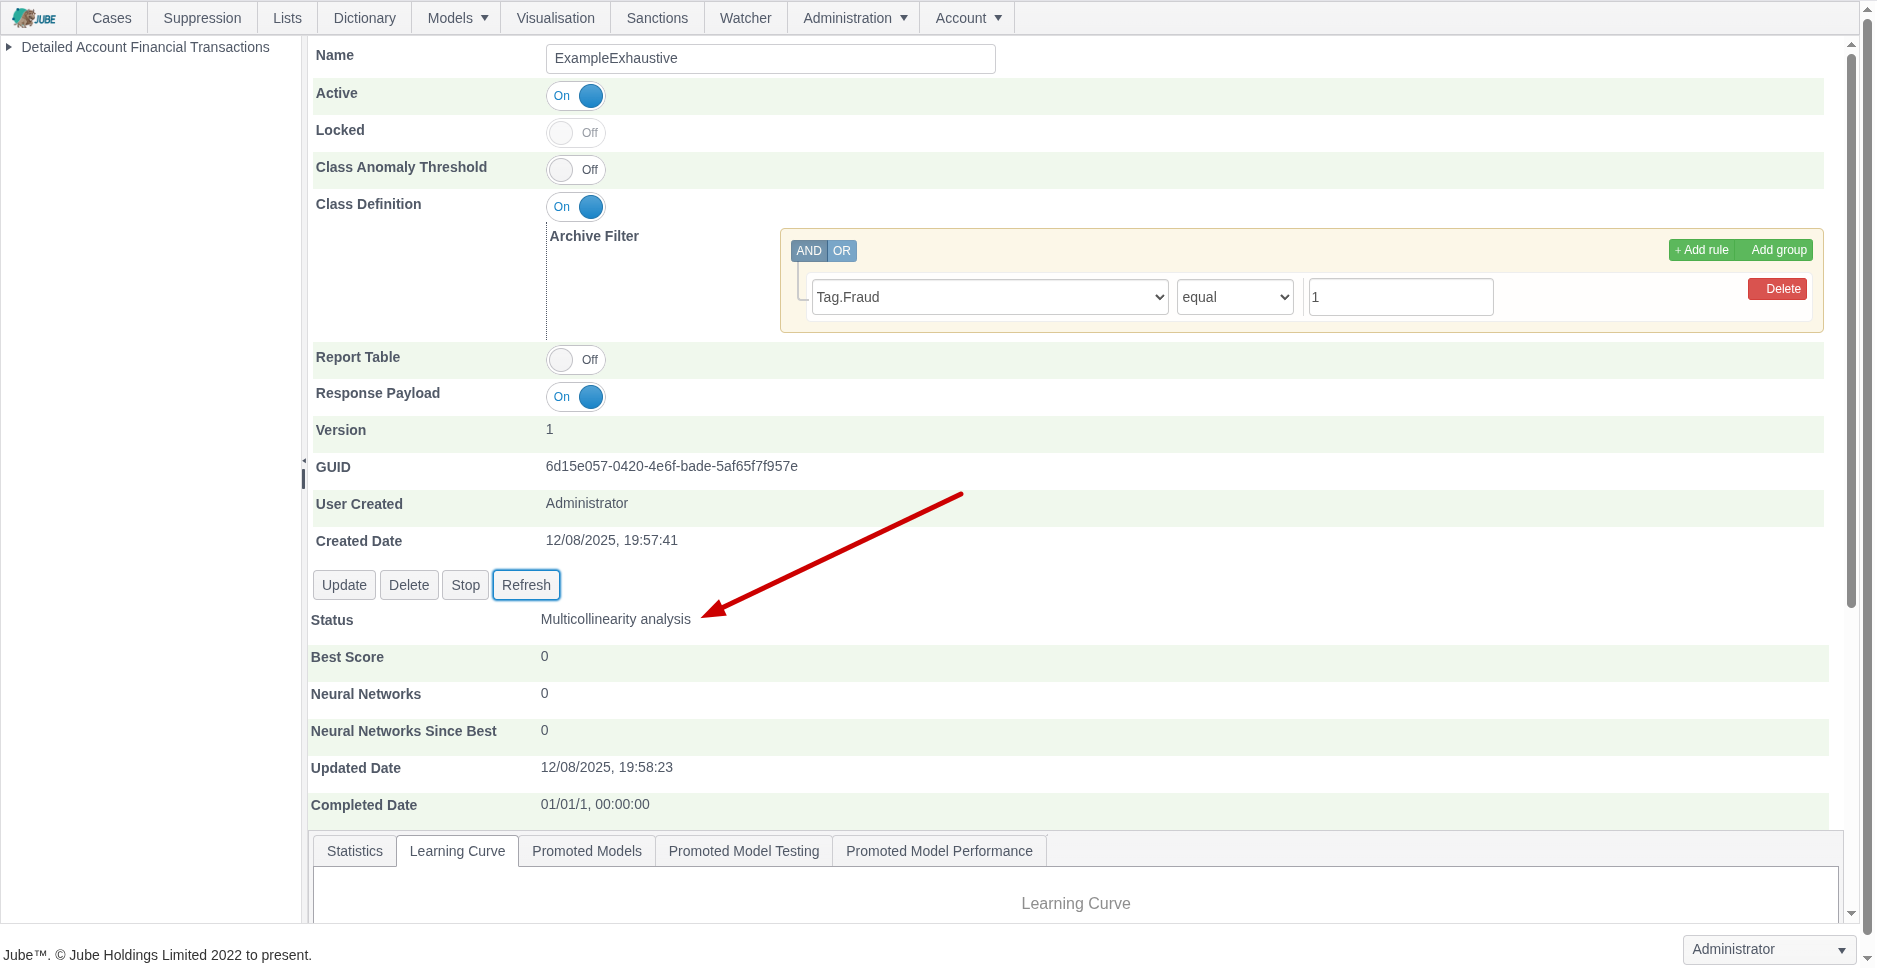 JUBE Cases Suppression Lists Dictionary Models Visualisation Sanctions Watcher Administration Account
Detailed Account Financial Transactions
Name ExampleExhaustive
Active On
Locked Off
Class Anomaly Threshold Off
Class Definition On
Archive Filter
AND OR + Add rule Add group
Tag.Fraud equal 1 Delete
Report Table Off
Response Payload On
Version 1
GUID 6d15e057-0420-4e6f-bade-5af65f7f957e
User Created Administrator
Created Date 12/08/2025, 19:57:41
Update Delete Stop Refresh
Status Multicollinearity analysis
Best Score 0
Neural Networks 0
Neural Networks Since Best 0
Updated Date 12/08/2025, 19:58:23
Completed Date 01/01/1, 00:00:00
Statistics Learning Curve Promoted Models Promoted Model Testing Promoted Model Performance
Learning Curve
Jube™. © Jube Holdings Limited 2022 to present.
Administrator